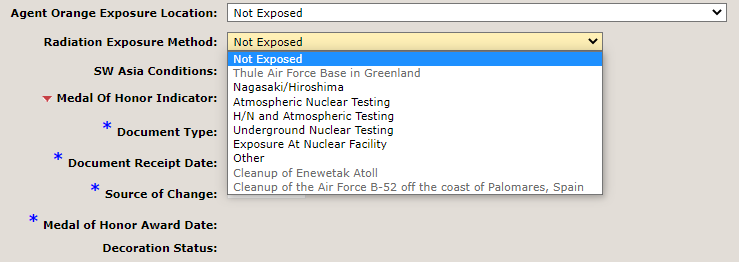 Agent Orange Exposure Location: Not Exposed
Radiation Exposure Method: Not Exposed
Not Exposed
SW Asia Conditions: Thule Air Force Base in Greenland
Nagasaki/Hiroshima
Medal Of Honor Indicator: Atmospheric Nuclear Testing
H/N and Atmospheric Testing
* Document Type: Underground Nuclear Testing
Exposure At Nuclear Facility
* Document Receipt Date: Other
Cleanup of Enewetak Atoll
* Source of Change: Cleanup of the Air Force B-52 off the coast of Palomares, Spain
* Medal of Honor Award Date:
Decoration Status: